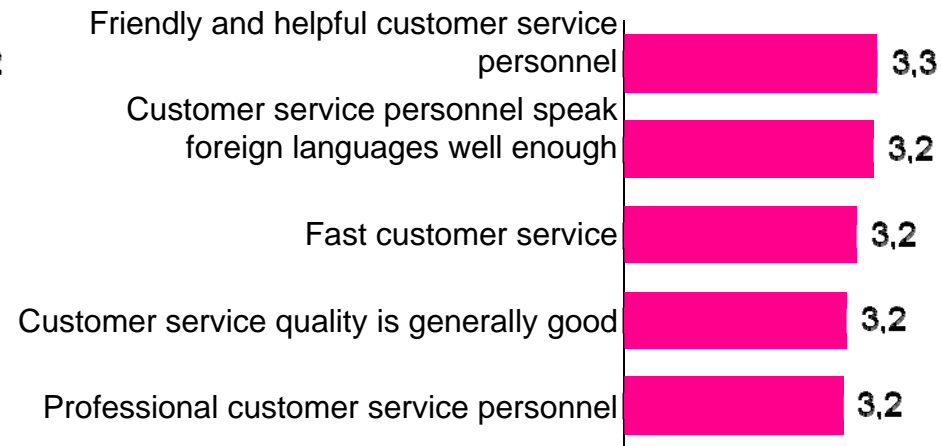 Friendly and helpful customer service
personnel
3,3
Customer service personnel speak
foreign languages well enough
3,2
Fast customer service
3,2
Customer service quality is generally good
3,2
Professional customer service personnel
3,2